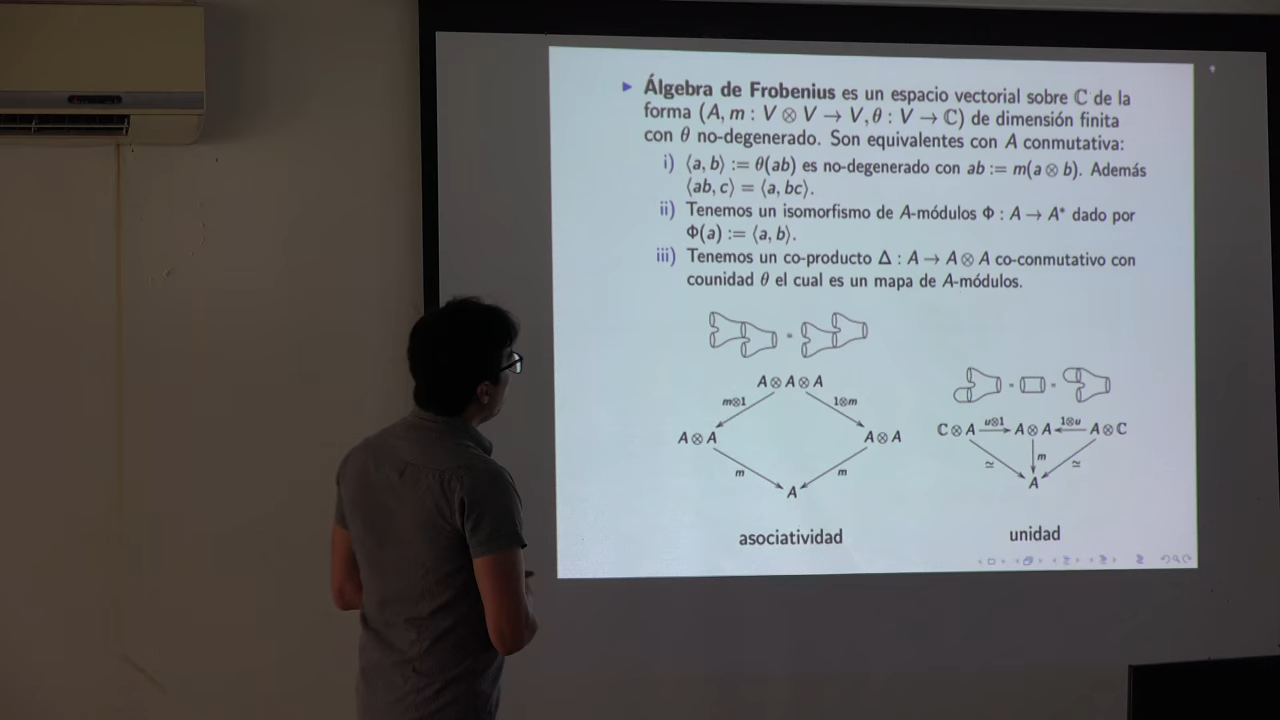 ▶ Álgebra de Frobenius es un espacio vectorial sobre ℂ de la
forma (A, m : V ⊗ V → V, θ : V → ℂ) de dimensión finita
con θ no-degenerado. Son equivalentes con A conmutativa:
i) ⟨a, b⟩ := θ(ab) es no-degenerado con ab := m(a ⊗ b). Además
⟨ab, c⟩ = ⟨a, bc⟩.
ii) Tenemos un isomorfismo de A-módulos Φ : A → A* dado por
Φ(a) := ⟨a, b⟩.
iii) Tenemos un co-producto Δ : A → A ⊗ A co-conmutativo con
counidad θ el cual es un mapa de A-módulos.
A ⊗ A ⊗ A
m⊗1 1⊗m
A ⊗ A A ⊗ A
m m
A
asociatividad
ℂ ⊗ A u⊗1 A ⊗ A 1⊗u A ⊗ ℂ
≃ m ≃
A
unidad